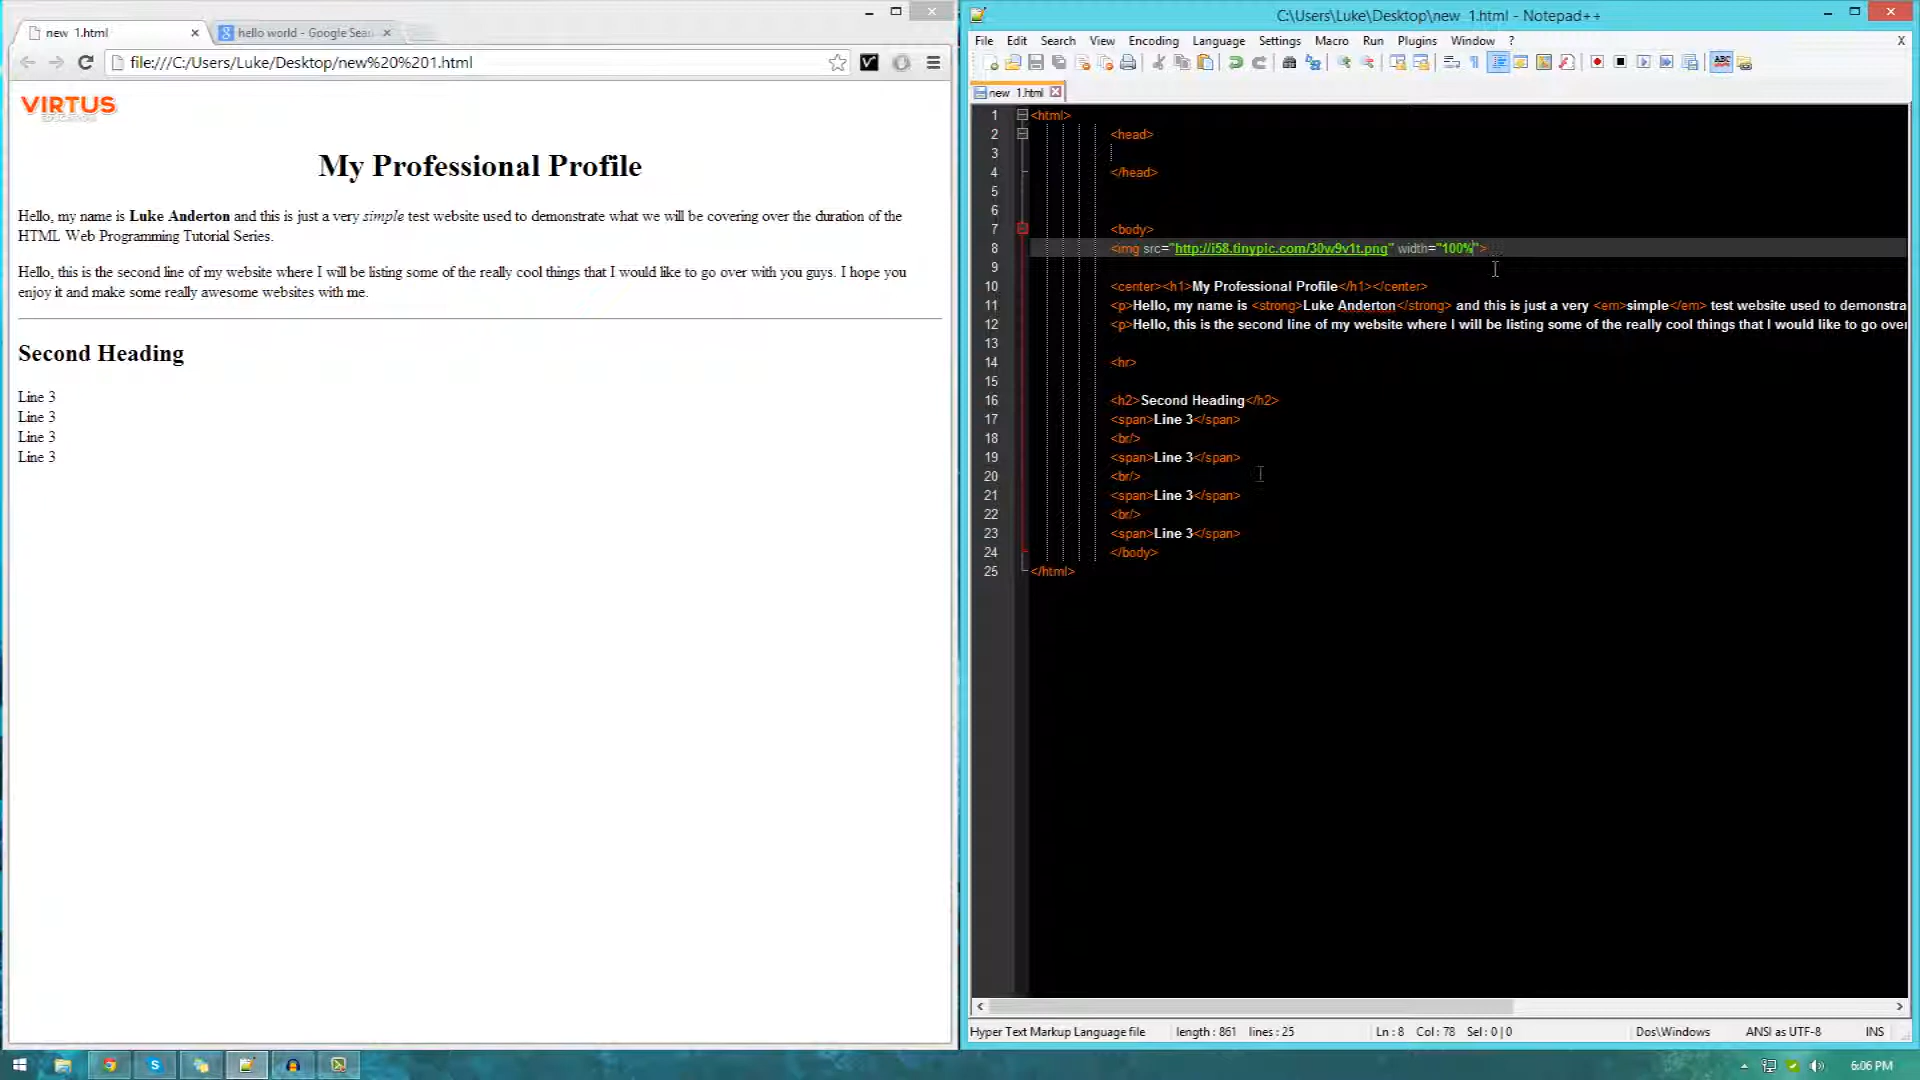 new 1.html
hello world - Google Sear
file:///C:/Users/Luke/Desktop/new%20%201.html
VIRTUS
EDUCATION
My Professional Profile
Hello, my name is Luke Anderton and this is just a very simple test website used to demonstrate what we will be covering over the duration of the
HTML Web Programming Tutorial Series.
Hello, this is the second line of my website where I will be listing some of the really cool things that I would like to go over with you guys. I hope you
enjoy it and make some really awesome websites with me.
Second Heading
Line 3
Line 3
Line 3
Line 3
C:\Users\Luke\Desktop\new 1.html - Notepad++
File Edit Search View Encoding Language Settings Macro Run Plugins Window ? X
new 1.html
1 <html>
2 <head>
3
4 </head>
5
6
7 <body>
8 <img src="http://i58.tinypic.com/30w9v1t.png" width="100%">
9
10 <center><h1>My Professional Profile</h1></center>
11 <p>Hello, my name is <strong>Luke Anderton</strong> and this is just a very <em>simple</em> test website used to demonstra
12 <p>Hello, this is the second line of my website where I will be listing some of the really cool things that I would like to go over
13
14 <hr>
15
16 <h2>Second Heading</h2>
17 <span>Line 3</span>
18 <br/>
19 <span>Line 3</span>
20 <br/>
21 <span>Line 3</span>
22 <br/>
23 <span>Line 3</span>
24 </body>
25 </html>
Hyper Text Markup Language file length : 861 lines : 25 Ln : 8 Col : 78 Sel : 0 | 0 Dos\Windows ANSI as UTF-8 INS
6:06 PM